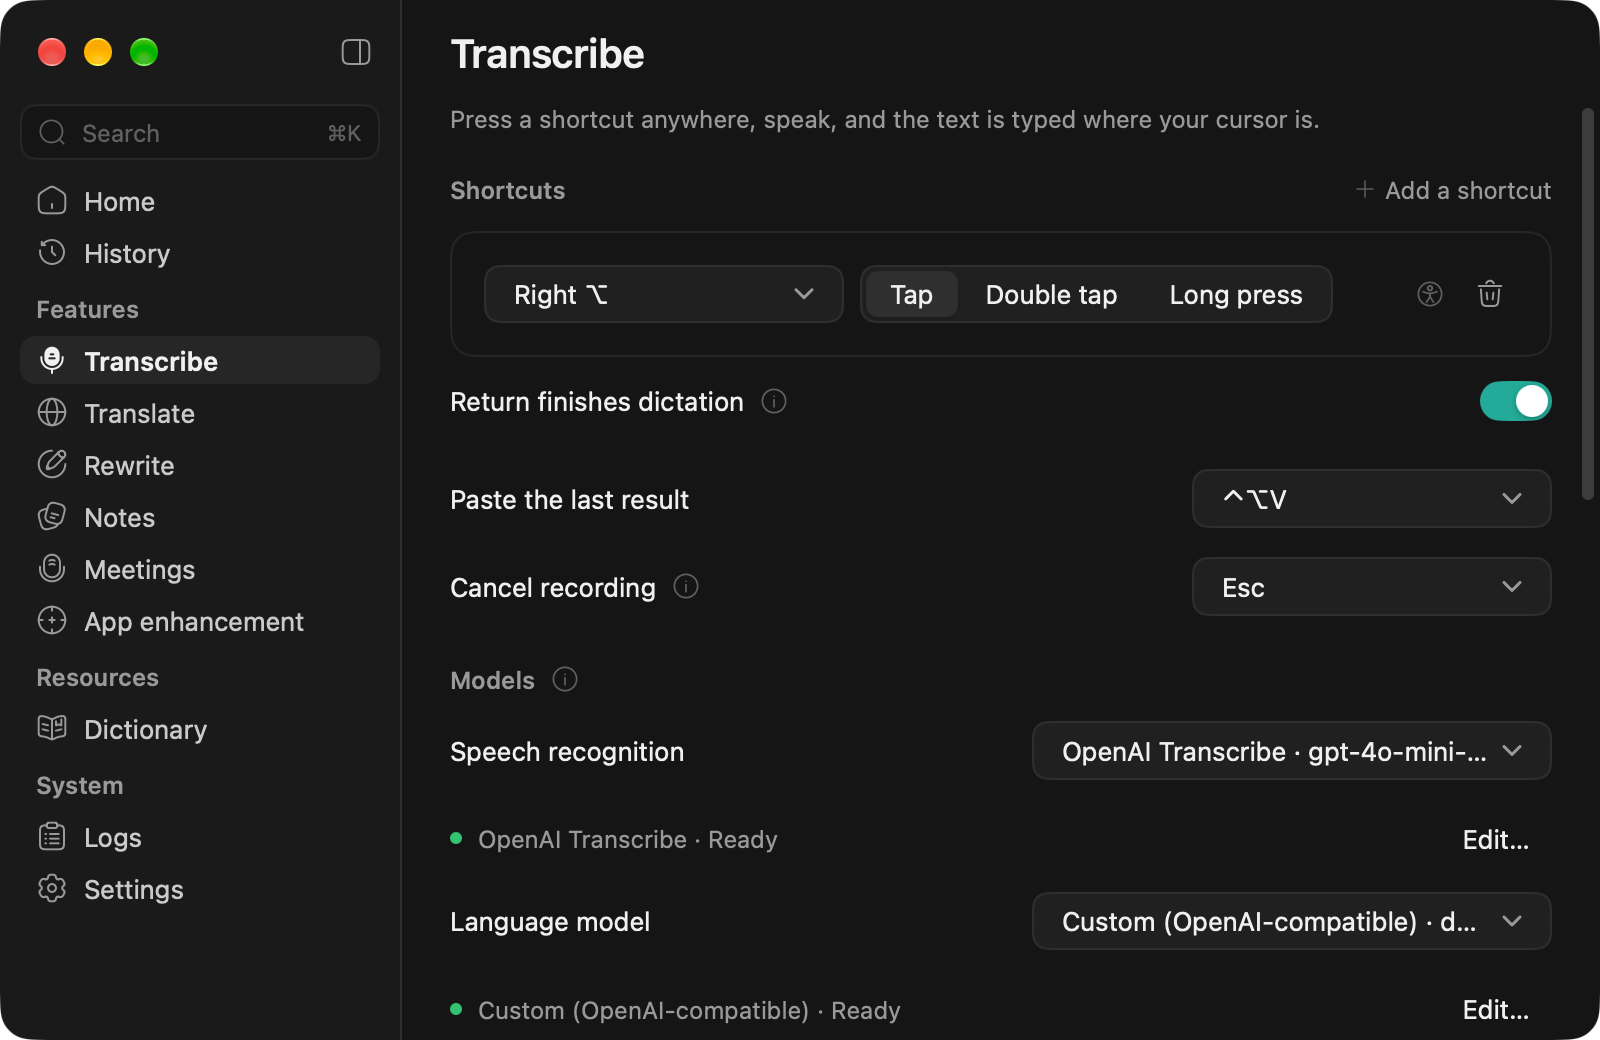 Search ⌘K
Home
History
Features
Transcribe
Translate
Rewrite
Notes
Meetings
App enhancement
Resources
Dictionary
System
Logs
Settings
Transcribe
Press a shortcut anywhere, speak, and the text is typed where your cursor is.
Shortcuts + Add a shortcut
Right ⌥ Tap Double tap Long press
Return finishes dictation
Paste the last result ^⌥V
Cancel recording Esc
Models
Speech recognition OpenAI Transcribe · gpt-4o-mini-...
OpenAI Transcribe · Ready Edit...
Language model Custom (OpenAI-compatible) · d...
Custom (OpenAI-compatible) · Ready Edit...